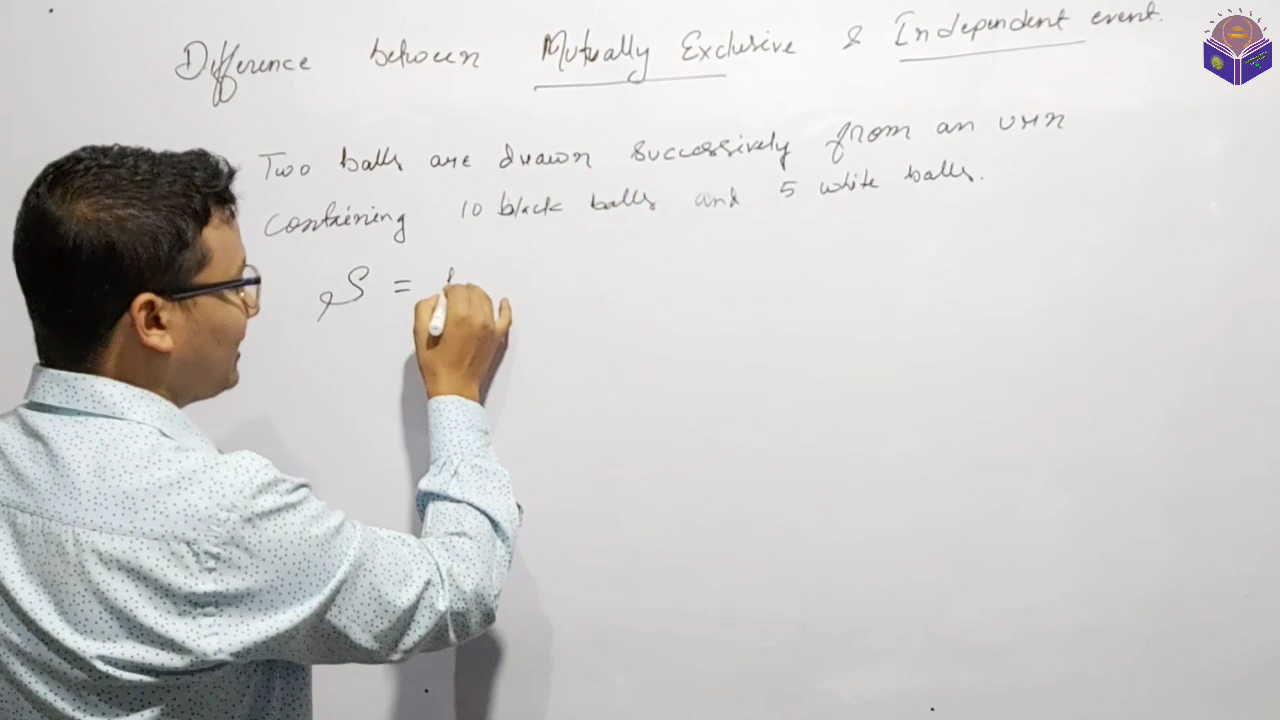 Difference between Mutually Exclusive & Independent event.
Two balls are drawn successively from an urn
containing 10 black balls and 5 white balls.
S = {